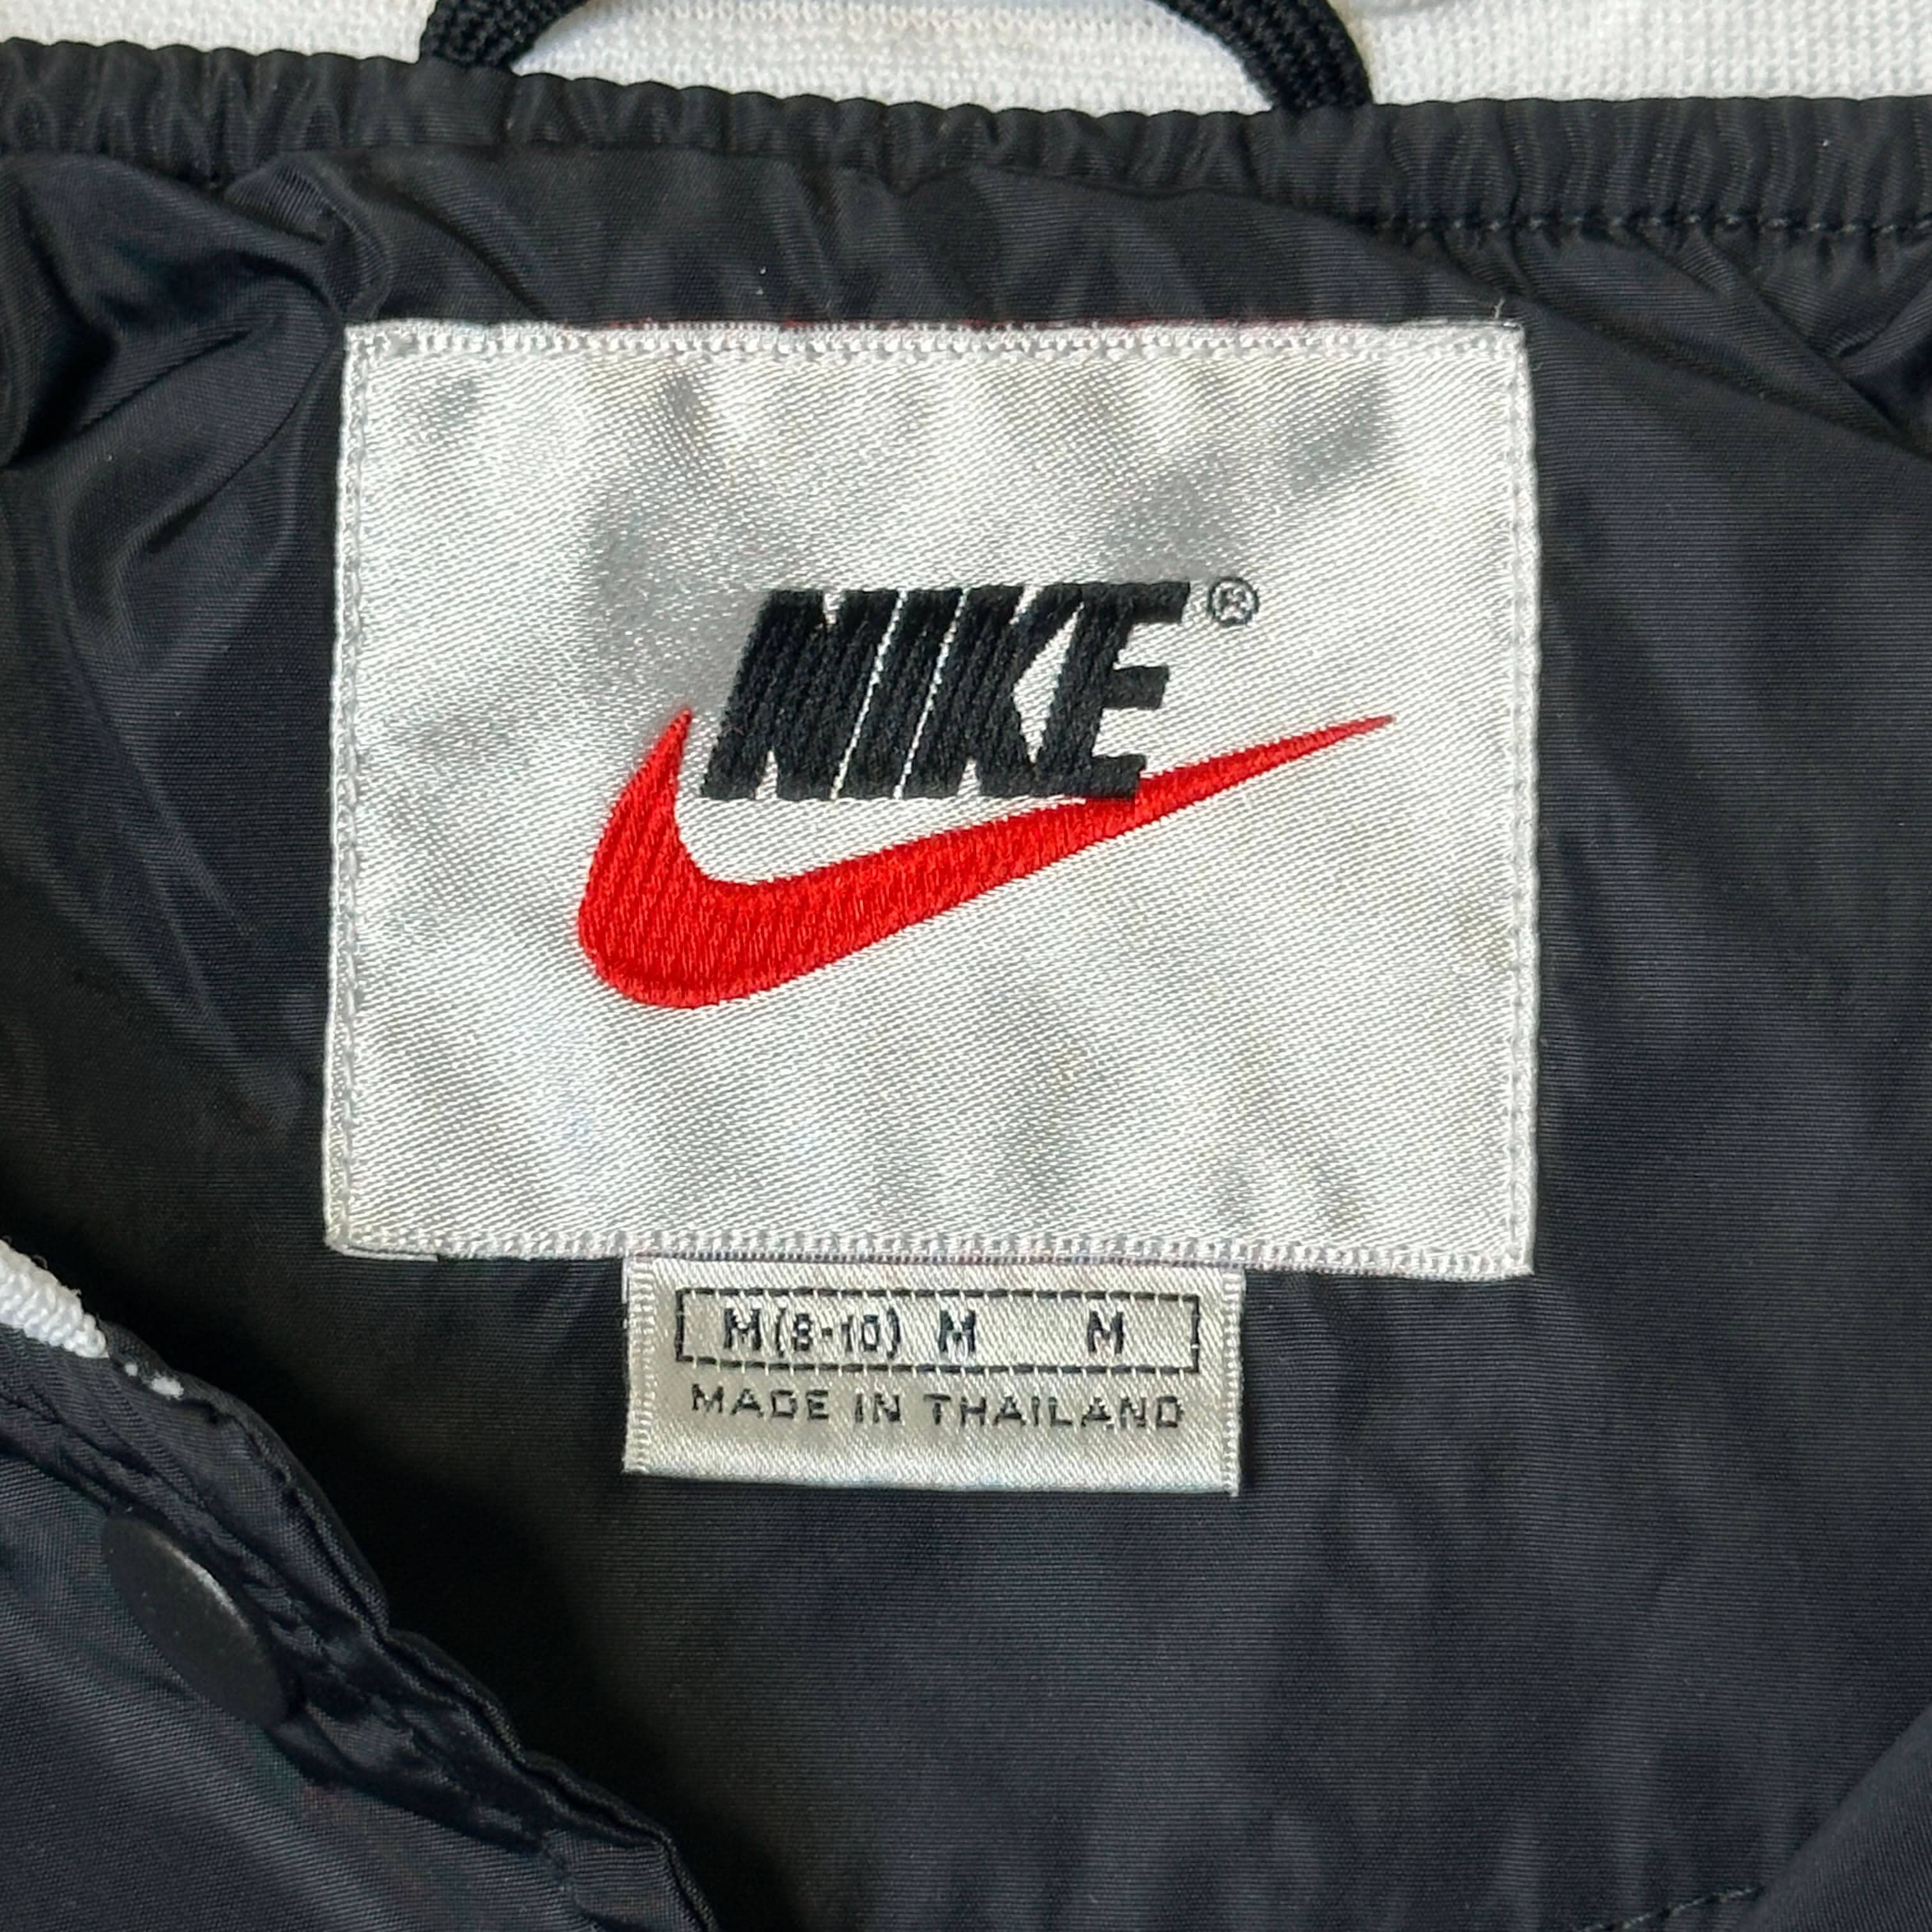 NIKE®
M(8-10) M M
MADE IN THAILAND